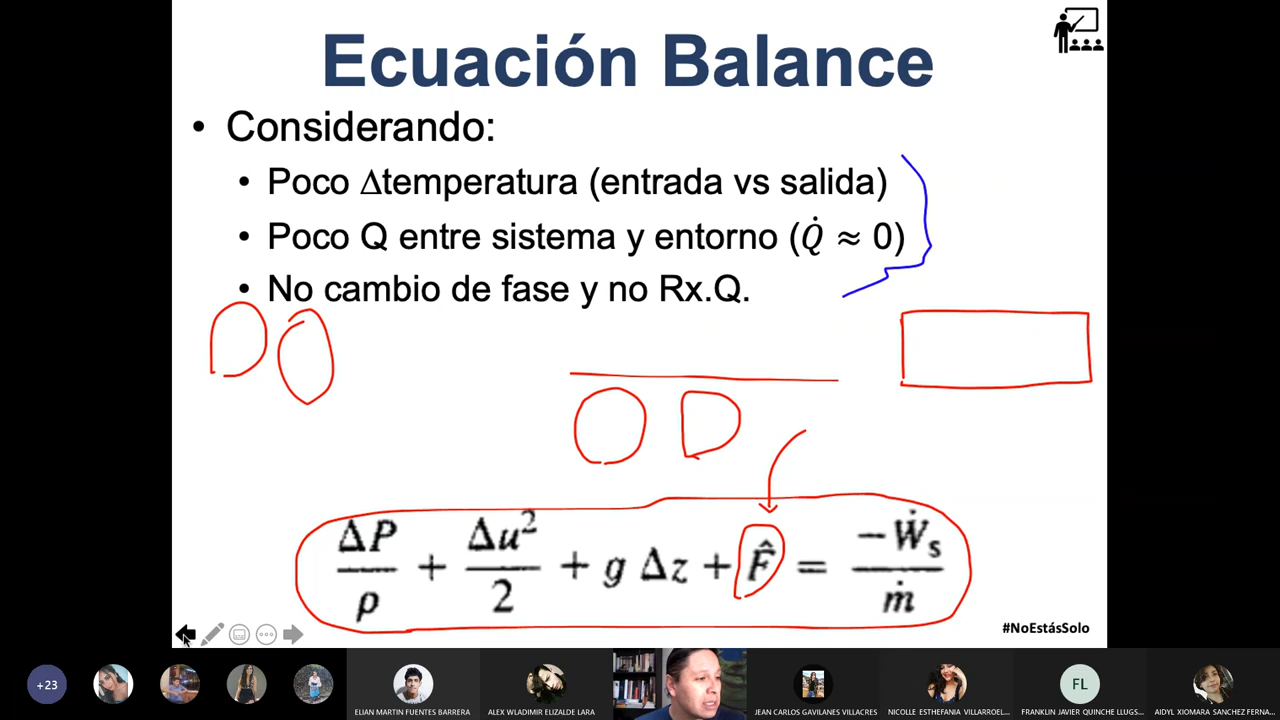 Ecuación Balance
• Considerando:
• Poco Δtemperatura (entrada vs salida)
• Poco Q entre sistema y entorno (Q̇ ≈ 0)
• No cambio de fase y no Rx.Q.
O D
ΔP/ρ + Δu²/2 + g Δz + F̂ = −Ẇs/ṁ
#NoEstásSolo
+23
ELIAN MARTIN FUENTES BARRERA
ALEX WLADIMIR ELIZALDE LARA
JEAN CARLOS GAVILANES VILLACRES
NICOLLE ESTHEFANIA VILLARROEL...
FL
FRANKLIN JAVIER QUINCHE LLUGS...
AIDYL XIOMARA SANCHEZ FERNA...